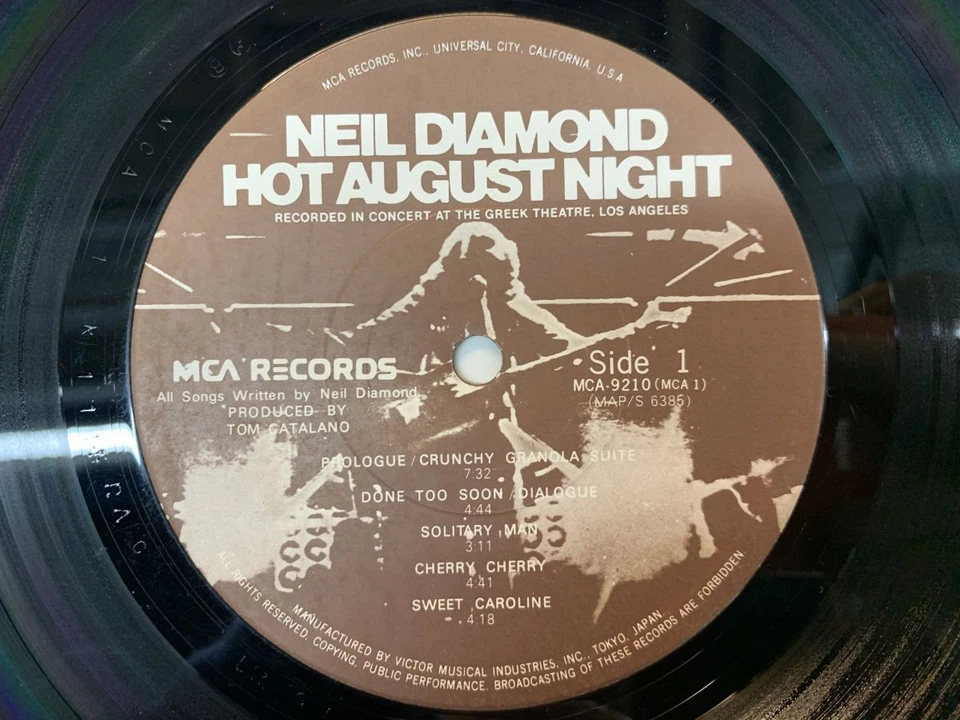 MCA RECORDS, INC., UNIVERSAL CITY, CALIFORNIA, U.S.A
NEIL DIAMOND
HOT AUGUST NIGHT
RECORDED IN CONCERT AT THE GREEK THEATRE, LOS ANGELES
MCA RECORDS
All Songs Written by Neil Diamond
PRODUCED BY
TOM CATALANO
Side 1
MCA-9210 (MCA 1)
(MAP/S 6385)
PROLOGUE/CRUNCHY GRANOLA SUITE
7:32
DONE TOO SOON/DIALOGUE
4:44
SOLITARY MAN
3:11
CHERRY CHERRY
4:41
SWEET CAROLINE
4:18
MANUFACTURED BY VICTOR MUSICAL INDUSTRIES, INC., TOKYO, JAPAN.
ALL RIGHTS RESERVED. COPYING, PUBLIC PERFORMANCE, BROADCASTING OF THESE RECORDS ARE FORBIDDEN.
MCA 1